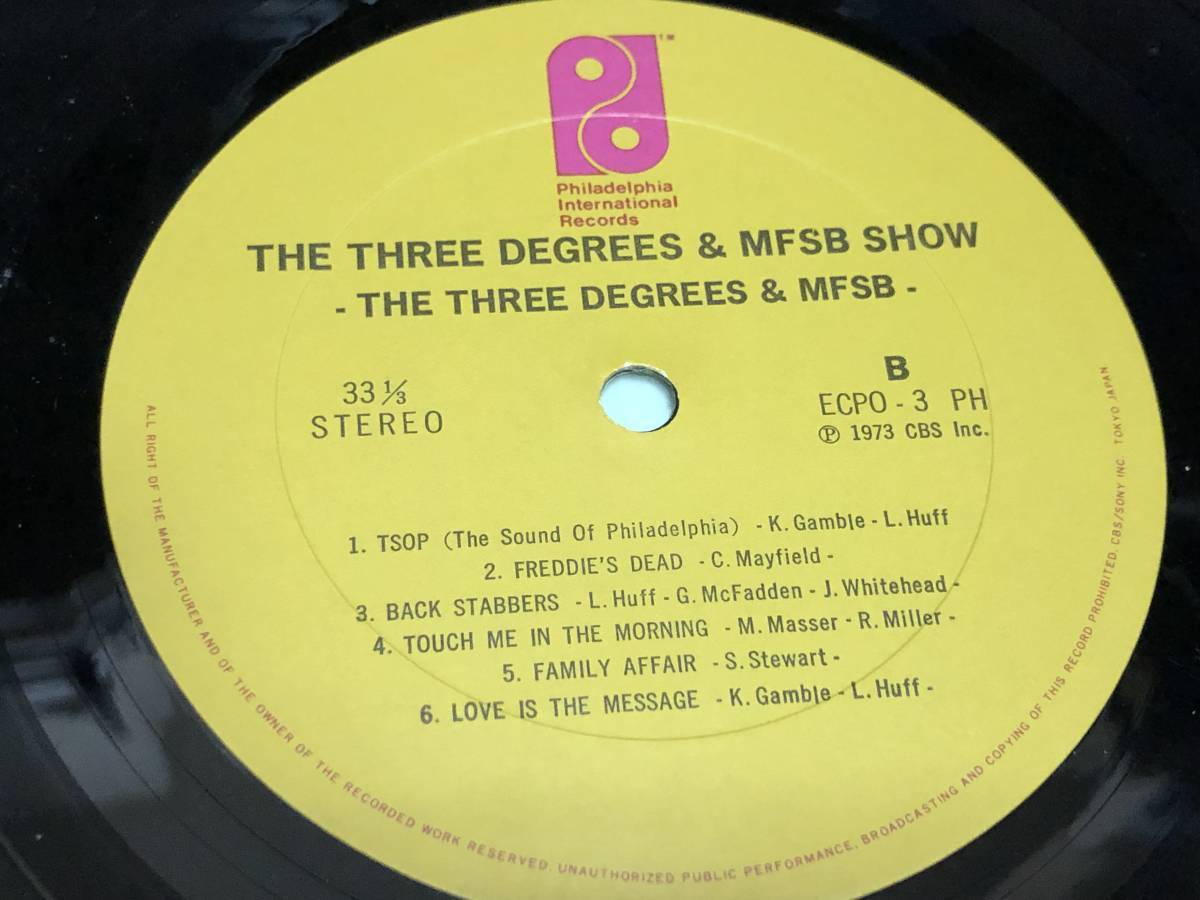 TM
Philadelphia
International
Records
THE THREE DEGREES & MFSB SHOW
- THE THREE DEGREES & MFSB -
33 ⅓
STEREO
B
ECPO - 3 PH
Ⓟ 1973 CBS Inc.
1. TSOP (The Sound Of Philadelphia) - K. Gamble - L. Huff
2. FREDDIE'S DEAD - C. Mayfield -
3. BACK STABBERS - L. Huff - G. McFadden - J. Whitehead -
4. TOUCH ME IN THE MORNING - M. Masser - R. Miller -
5. FAMILY AFFAIR - S. Stewart -
6. LOVE IS THE MESSAGE - K. Gamble - L. Huff -
ALL RIGHT OF THE MANUFACTURER AND OF THE OWNER OF THE RECORDED WORK RESERVED. UNAUTHORIZED PUBLIC PERFORMANCE, BROADCASTING AND COPYING OF THIS RECORD PROHIBITED. CBS/SONY INC. TOKYO JAPAN